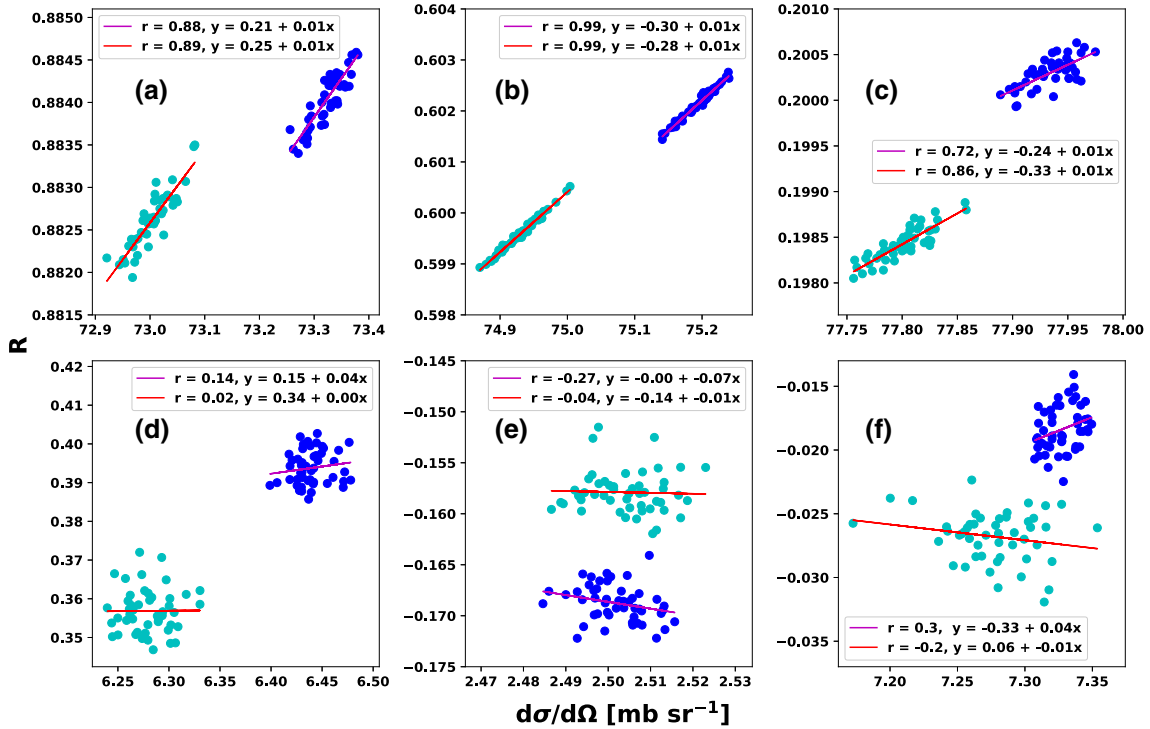 r = 0.88, y = 0.21 + 0.01x
r = 0.89, y = 0.25 + 0.01x
(a)
0.8850
0.8845
0.8840
0.8835
0.8830
0.8825
0.8820
0.8815
72.9 73.0 73.1 73.2 73.3 73.4
r = 0.99, y = -0.30 + 0.01x
r = 0.99, y = -0.28 + 0.01x
(b)
0.604
0.603
0.602
0.601
0.600
0.599
0.598
74.9 75.0 75.1 75.2
(c)
r = 0.72, y = -0.24 + 0.01x
r = 0.86, y = -0.33 + 0.01x
0.2010
0.2005
0.2000
0.1995
0.1990
0.1985
0.1980
77.75 77.80 77.85 77.90 77.95 78.00
R
r = 0.14, y = 0.15 + 0.04x
r = 0.02, y = 0.34 + 0.00x
(d)
0.42
0.41
0.40
0.39
0.38
0.37
0.36
0.35
6.25 6.30 6.35 6.40 6.45 6.50
r = -0.27, y = -0.00 + -0.07x
r = -0.04, y = -0.14 + -0.01x
(e)
−0.145
−0.150
−0.155
−0.160
−0.165
−0.170
−0.175
2.47 2.48 2.49 2.50 2.51 2.52 2.53
(f)
−0.015
−0.020
−0.025
−0.030
−0.035
r = 0.3, y = -0.33 + 0.04x
r = -0.2, y = 0.06 + -0.01x
7.20 7.25 7.30 7.35
dσ/dΩ [mb sr⁻¹]